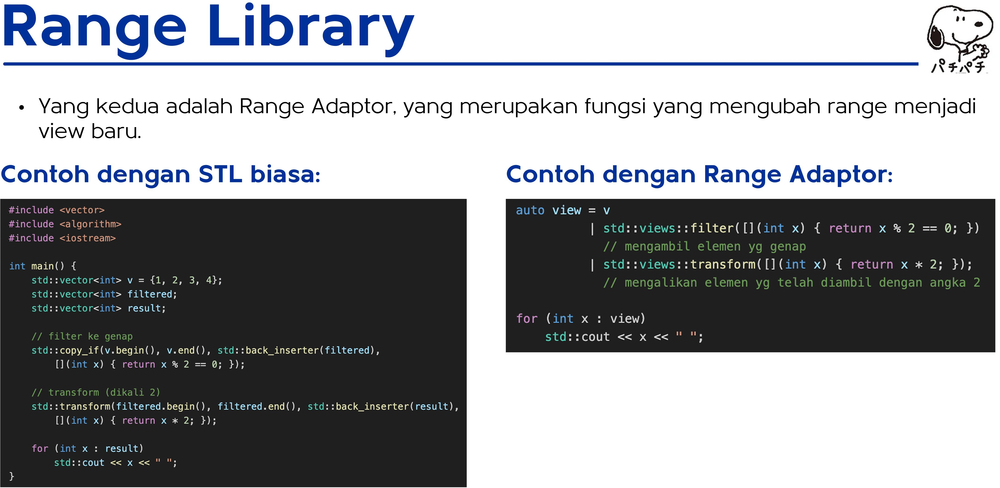 Range Library
パチパチ
• Yang kedua adalah Range Adaptor, yang merupakan fungsi yang mengubah range menjadi
view baru.
Contoh dengan STL biasa:
#include <vector>
#include <algorithm>
#include <iostream>

int main() {
    std::vector<int> v = {1, 2, 3, 4};
    std::vector<int> filtered;
    std::vector<int> result;

    // filter ke genap
    std::copy_if(v.begin(), v.end(), std::back_inserter(filtered),
        [](int x) { return x % 2 == 0; });

    // transform (dikali 2)
    std::transform(filtered.begin(), filtered.end(), std::back_inserter(result),
        [](int x) { return x * 2; });

    for (int x : result)
        std::cout << x << " ";
}
Contoh dengan Range Adaptor:
auto view = v
          | std::views::filter([](int x) { return x % 2 == 0; })
            // mengambil elemen yg genap
          | std::views::transform([](int x) { return x * 2; });
            // mengalikan elemen yg telah diambil dengan angka 2

for (int x : view)
    std::cout << x << " ";